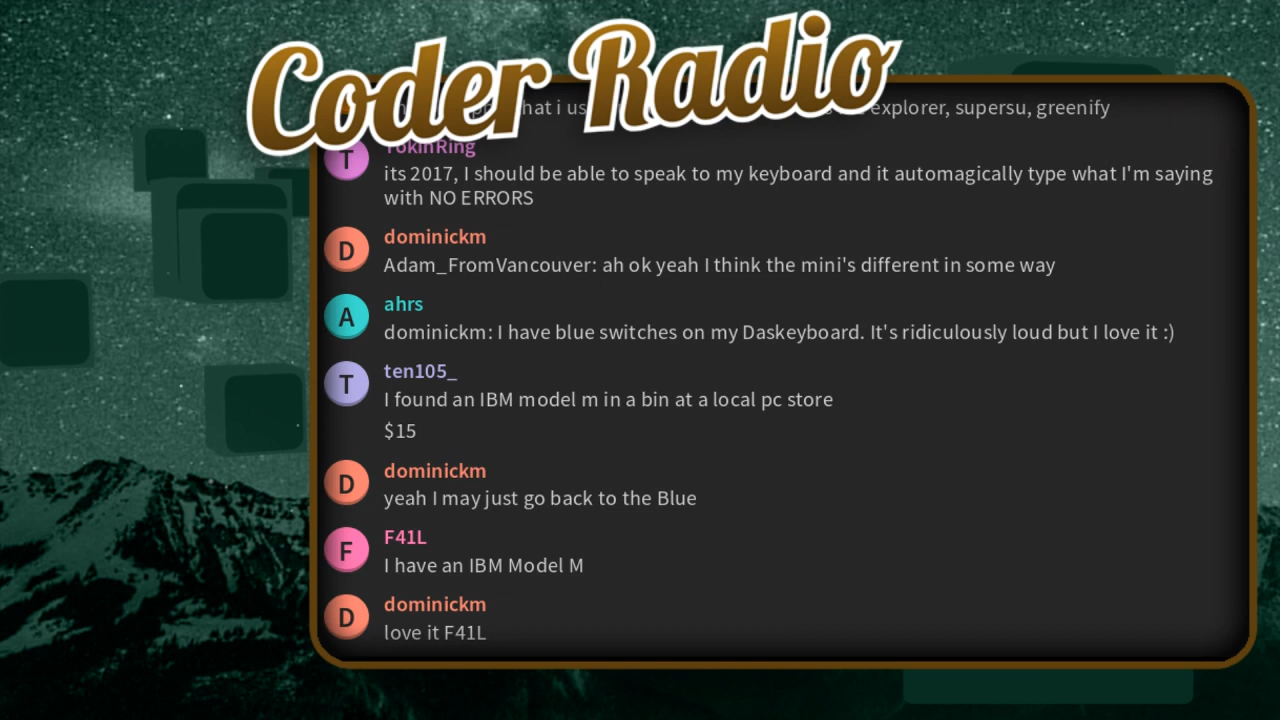 Coder Radio
hat i us explorer, supersu, greenify
T
YokinRing
its 2017, I should be able to speak to my keyboard and it automagically type what I'm saying
with NO ERRORS
D
dominickm
Adam_FromVancouver: ah ok yeah I think the mini's different in some way
A
ahrs
dominickm: I have blue switches on my Daskeyboard. It's ridiculously loud but I love it :)
T
ten105_
I found an IBM model m in a bin at a local pc store
$15
D
dominickm
yeah I may just go back to the Blue
F
F41L
I have an IBM Model M
D
dominickm
love it F41L